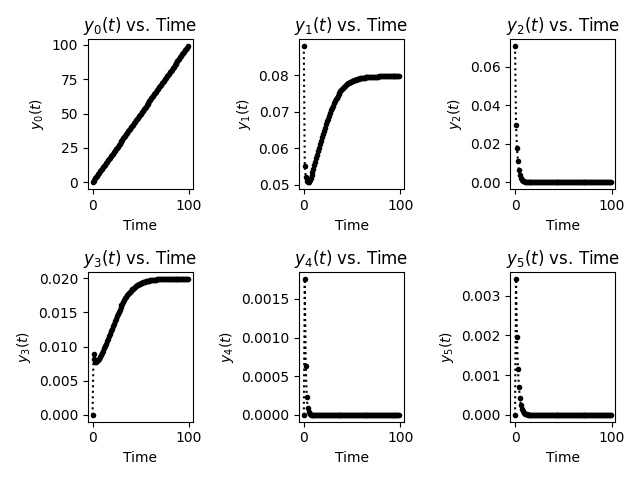 y₀(t) vs. Time
y₀(t)
100
75
50
25
0
0 100
Time
y₁(t) vs. Time
y₁(t)
0.08
0.07
0.06
0.05
0 100
Time
y₂(t) vs. Time
y₂(t)
0.06
0.04
0.02
0.00
0 100
Time
y₃(t) vs. Time
y₃(t)
0.020
0.015
0.010
0.005
0.000
0 100
Time
y₄(t) vs. Time
y₄(t)
0.0015
0.0010
0.0005
0.0000
0 100
Time
y₅(t) vs. Time
y₅(t)
0.003
0.002
0.001
0.000
0 100
Time